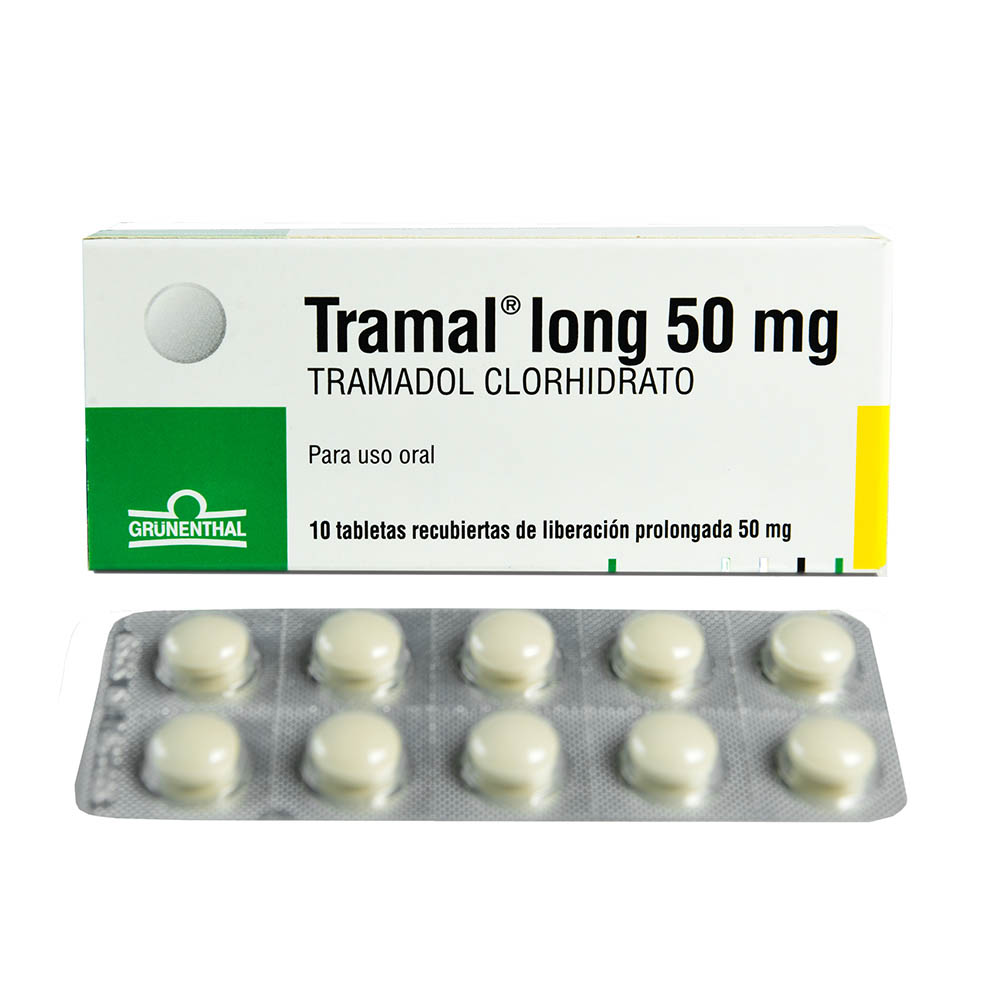 Tramal® long 50 mg
TRAMADOL CLORHIDRATO
Para uso oral
GRÜNENTHAL
10 tabletas recubiertas de liberación prolongada 50 mg